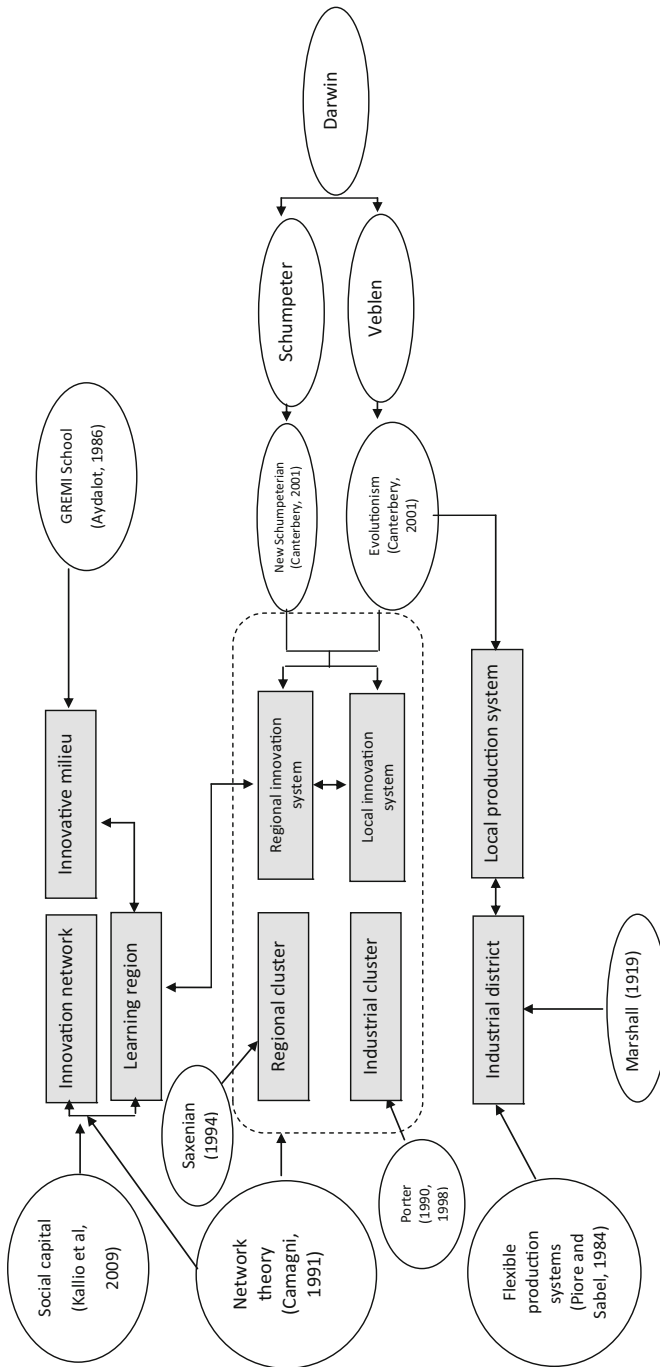 Social capital
(Kallio et al,
2009)
Innovation network
Innovative milieu
GREMI School
(Aydalot, 1986)
Learning region
Saxenian
(1994)
Network
theory
(Camagni,
1991)
Regional cluster
Regional innovation
system
New Schumpeterian
(Canterbery, 2001)
Schumpeter
Darwin
Porter
(1990,
1998)
Industrial cluster
Local innovation
system
Evolutionism
(Canterbery,
2001)
Veblen
Flexible
production
systems
(Piore and
Sabel, 1984)
Industrial district
Local production system
Marshall (1919)